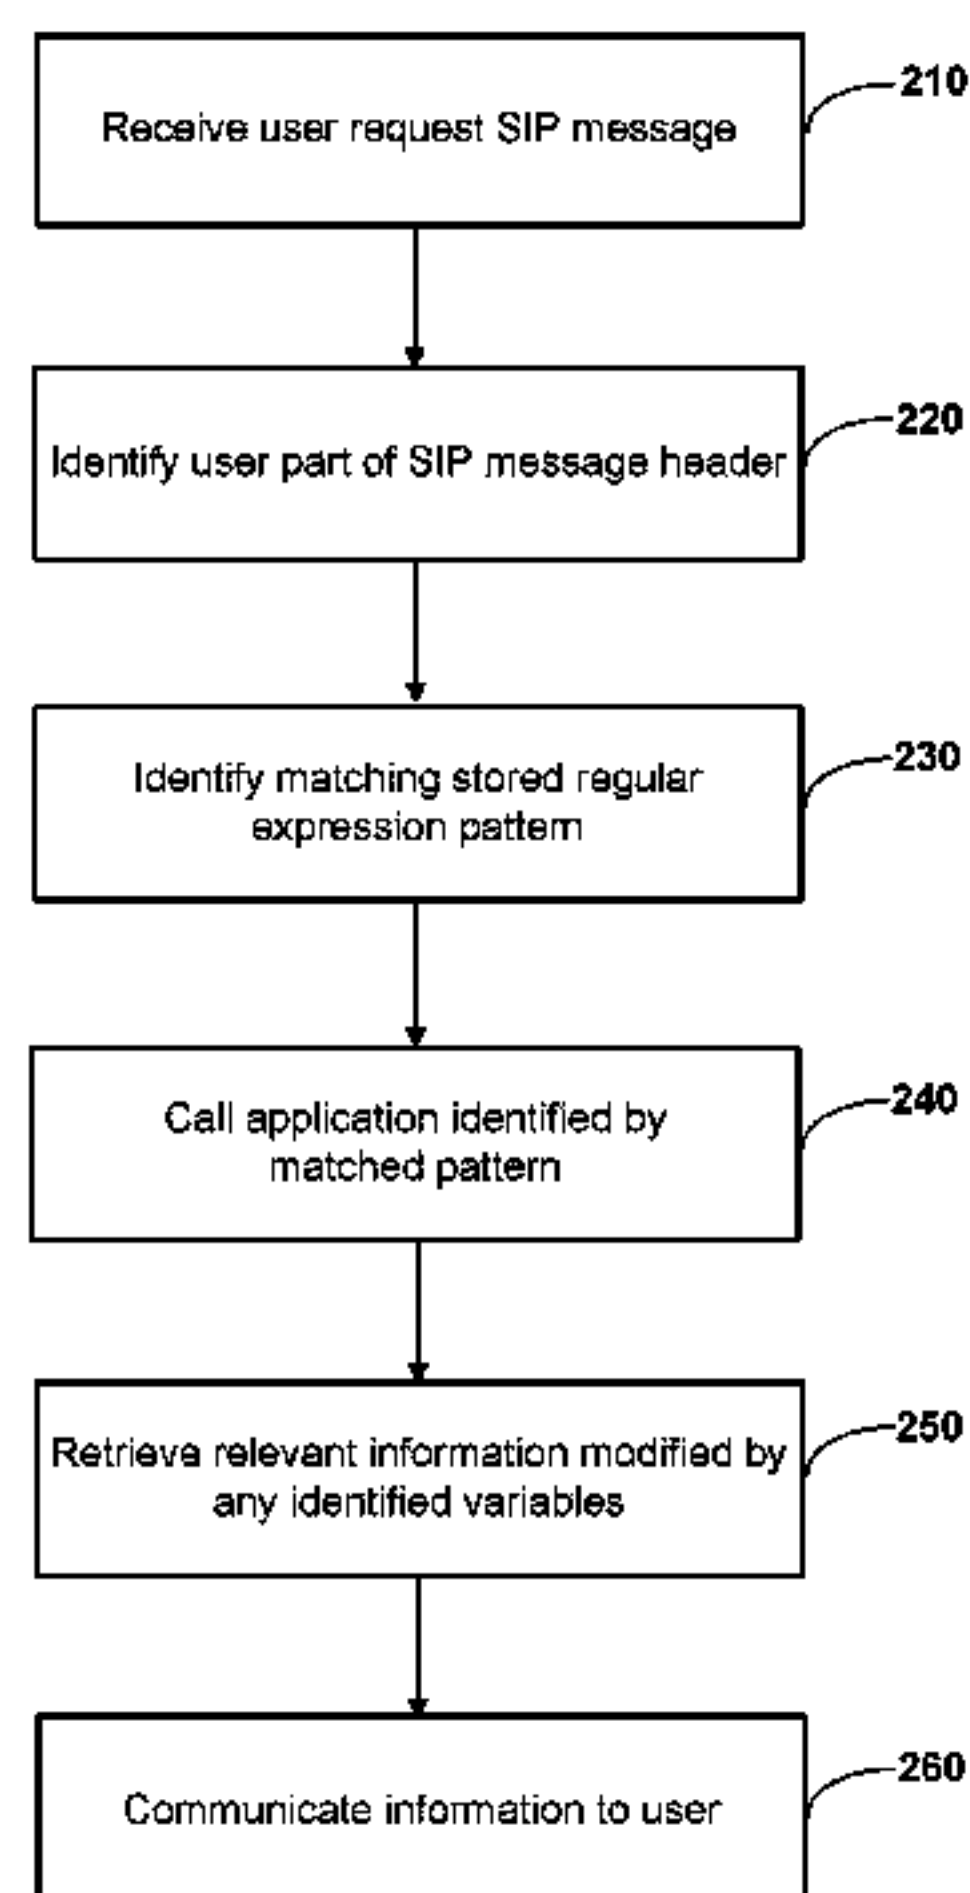 Receive user request SIP message
210
Identify user part of SIP message header
220
Identify matching stored regular
expression pattern
230
Call application identified by
matched pattern
240
Retrieve relevant information modified by
any identified variables
250
Communicate information to user
260